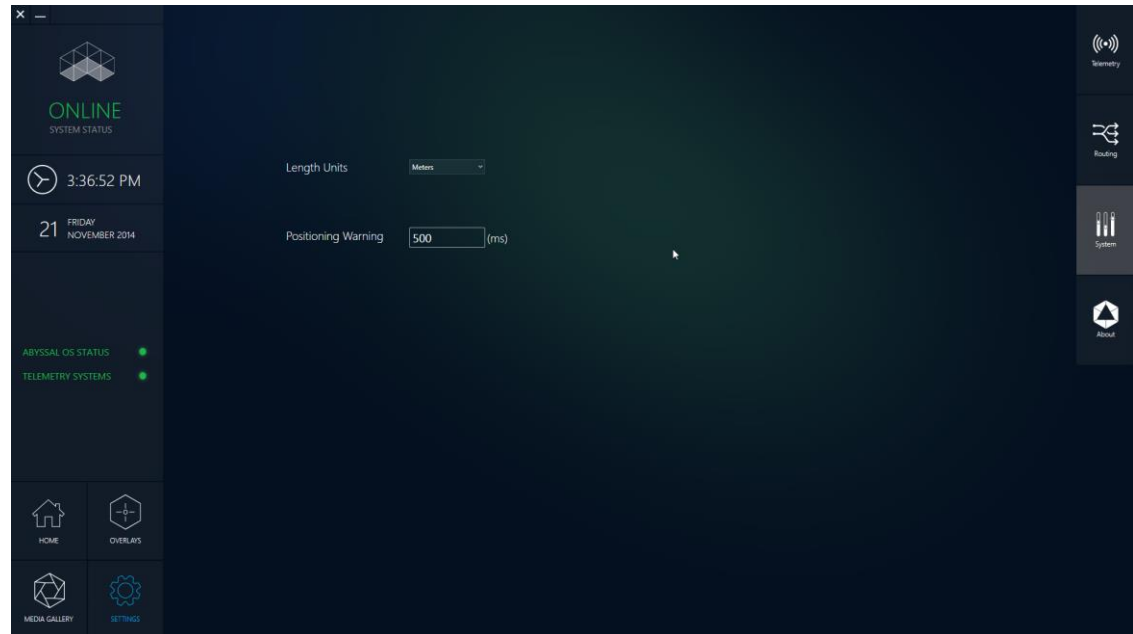 ONLINE
SYSTEM STATUS
3:36:52 PM
21 FRIDAY
NOVEMBER 2014
ABYSSAL OS STATUS
TELEMETRY SYSTEMS
HOME
OVERLAYS
MEDIA GALLERY
SETTINGS
Length Units
Meters
Positioning Warning
500
(ms)
Telemetry
Routing
System
About